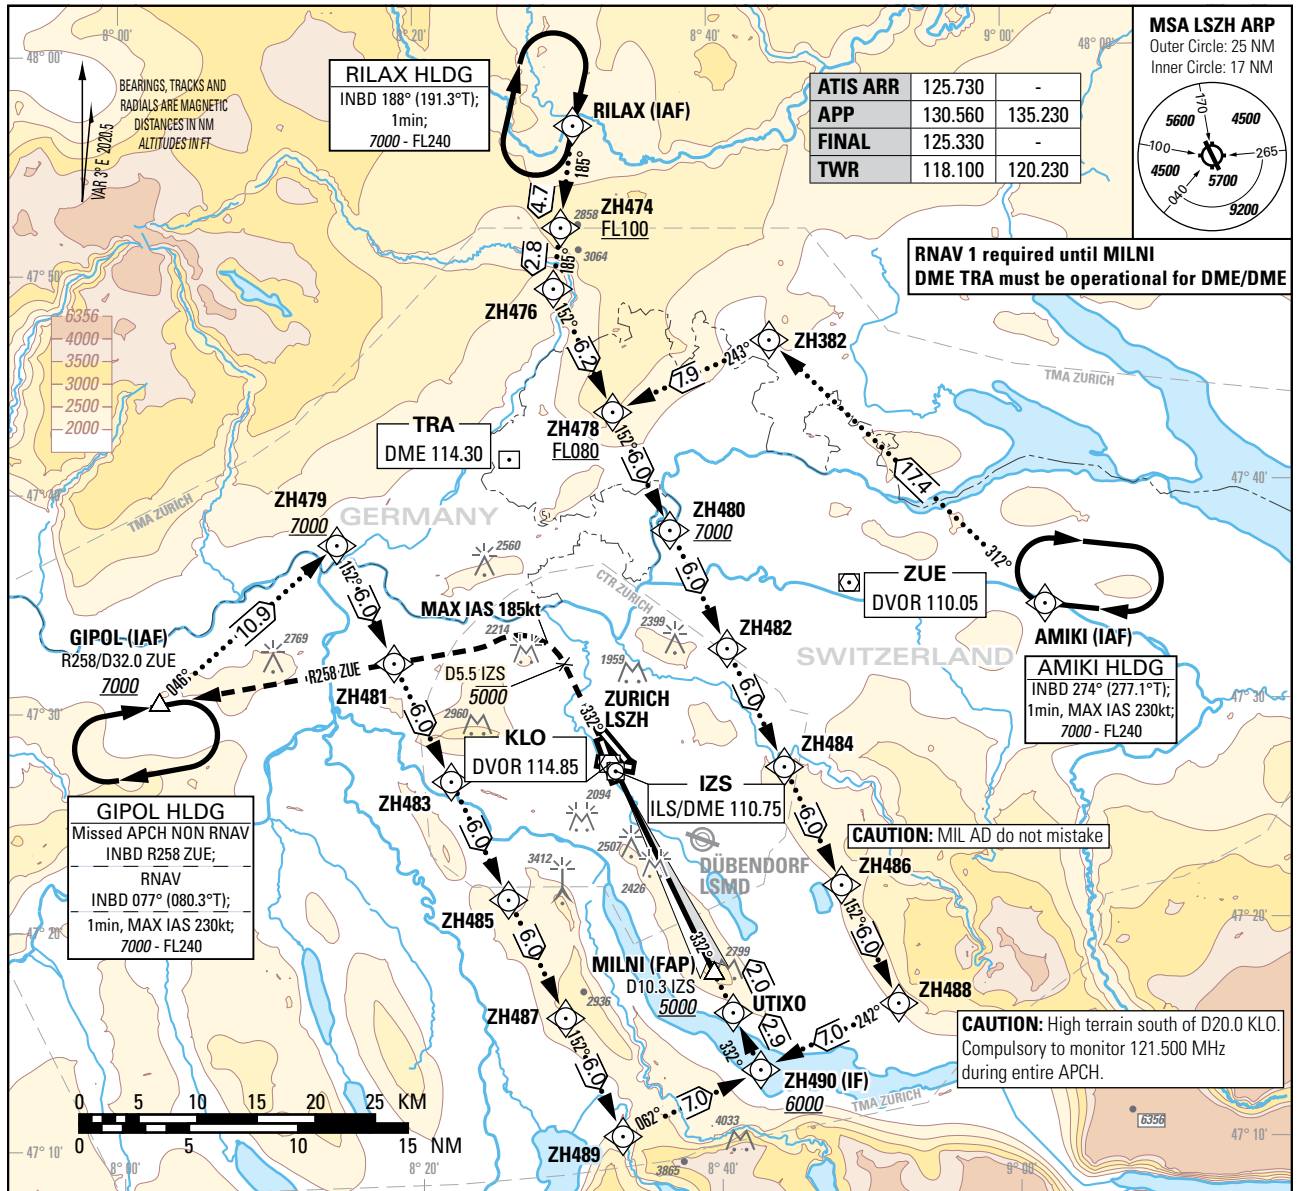 8° 00'
8° 20'
9° 00'
48° 00'
48° 00'
BEARINGS, TRACKS AND
RADIALS ARE MAGNETIC
DISTANCES IN NM
ALTITUDES IN FT
VAR 3° E 2020.5
RILAX HLDG
INBD 188° (191.3°T);
1min;
7000 - FL240
RILAX (IAF)
185°
4.7
ATIS ARR 125.730 -
APP 130.560 135.230
FINAL 125.330 -
TWR 118.100 120.230
MSA LSZH ARP
Outer Circle: 25 NM
Inner Circle: 17 NM
170
5600
4500
100
265
4500
5700
040
9200
ZH474
FL100
2858
3064
2.8
185°
RNAV 1 required until MILNI
DME TRA must be operational for DME/DME
47° 50'
ZH476
152°
6.2
6356
4000
3500
3000
2500
2000
ZH382
243°
7.9
TMA ZURICH
TRA
DME 114.30
ZH478
FL080
152°
6.0
17.4
312°
47° 40'
47° 40'
TMA ZURICH
ZH479
7000
GERMANY
ZH480
7000
2560
152°
6.0
6.0
CTR ZURICH
ZUE
DVOR 110.05
AMIKI (IAF)
AMIKI HLDG
INBD 274° (277.1°T);
1min, MAX IAS 230kt;
7000 - FL240
GIPOL (IAF)
R258/D32.0 ZUE
7000
046°
10.9
2769
MAX IAS 185kt
2214
2399
1959
ZH482
SWITZERLAND
R258 ZUE
ZH481
D5.5 IZS
5000
47° 30'
47° 30'
6.0
6.0
2960
332°
ZURICH
LSZH
KLO
DVOR 114.85
ZH484
IZS
ILS/DME 110.75
ZH483
2094
6.0
6.0
GIPOL HLDG
Missed APCH NON RNAV
INBD R258 ZUE;
RNAV
INBD 077° (080.3°T);
1min, MAX IAS 230kt;
7000 - FL240
CAUTION: MIL AD do not mistake
2507
2426
DÜBENDORF
LSMD
3412
ZH486
ZH485
152°
6.0
6.0
47° 20'
47° 20'
332°
2799
MILNI (FAP)
D10.3 IZS
5000
2.0
UTIXO
2936
ZH487
ZH488
242°
7.0
2.9
332°
152°
6.0
CAUTION: High terrain south of D20.0 KLO.
Compulsory to monitor 121.500 MHz
during entire APCH.
ZH490 (IF)
6000
TMA ZURICH
062°
7.0
4033
6356
0 5 10 15 20 25 KM
0 5 10 15 NM
ZH489
3865
47° 10'
47° 10'
8° 00'
8° 20'
8° 40'
9° 00'